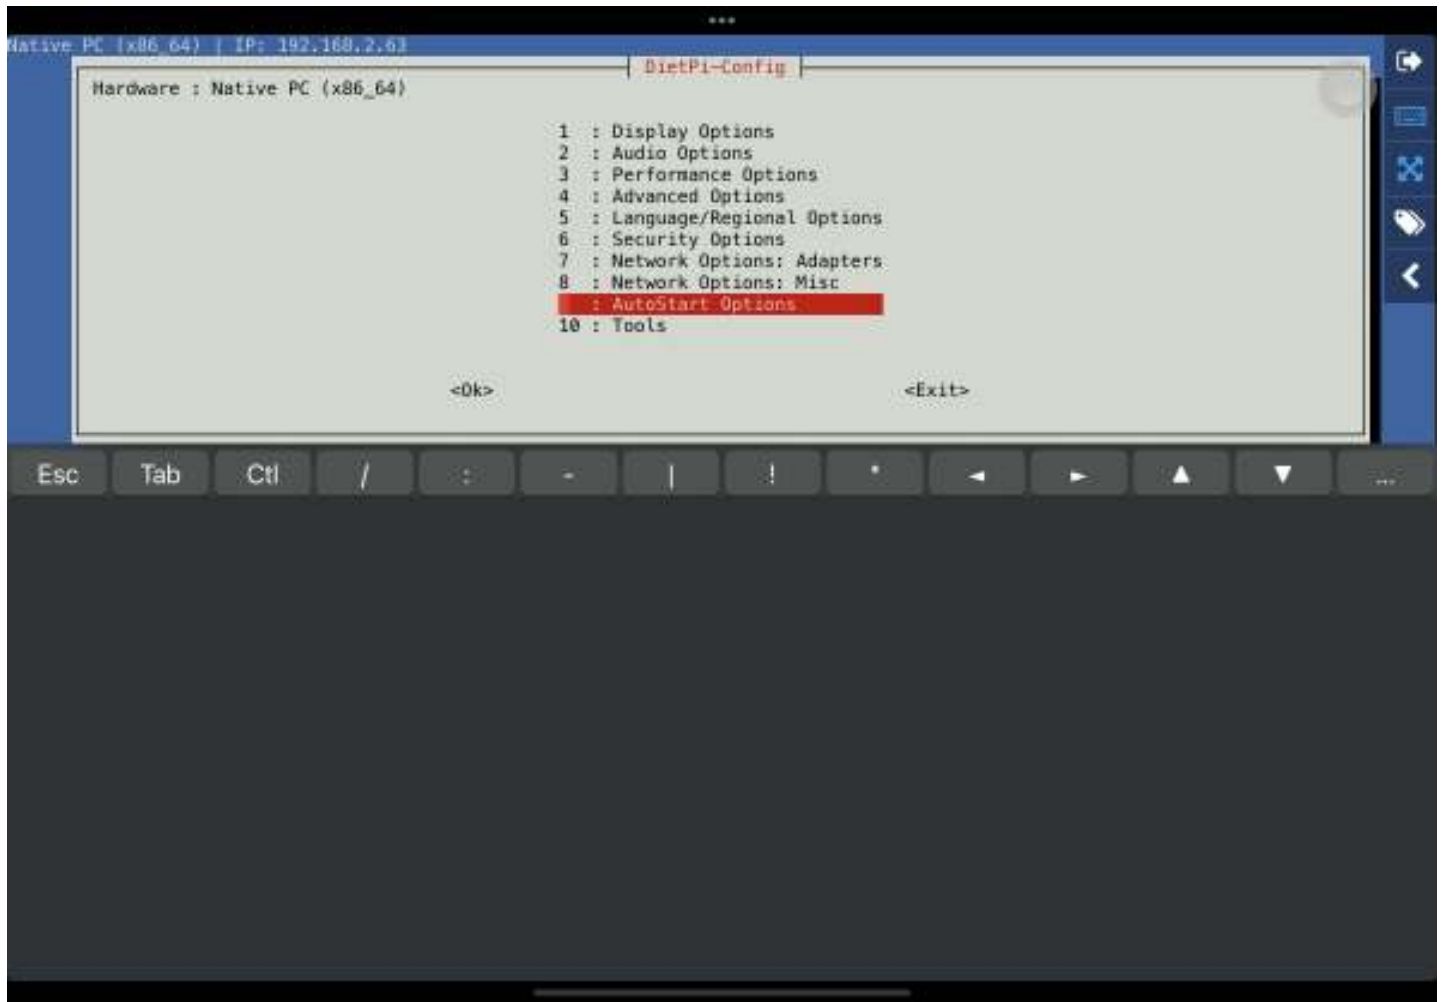 Native PC (x86_64) | IP: 192.168.2.63
DietPi-Config
Hardware : Native PC (x86_64)
1 : Display Options
2 : Audio Options
3 : Performance Options
4 : Advanced Options
5 : Language/Regional Options
6 : Security Options
7 : Network Options: Adapters
8 : Network Options: Misc
: AutoStart Options
10 : Tools
<Ok> <Exit>
Esc Tab Ctl / : - | ! * ◄ ► ▲ ▼ ...